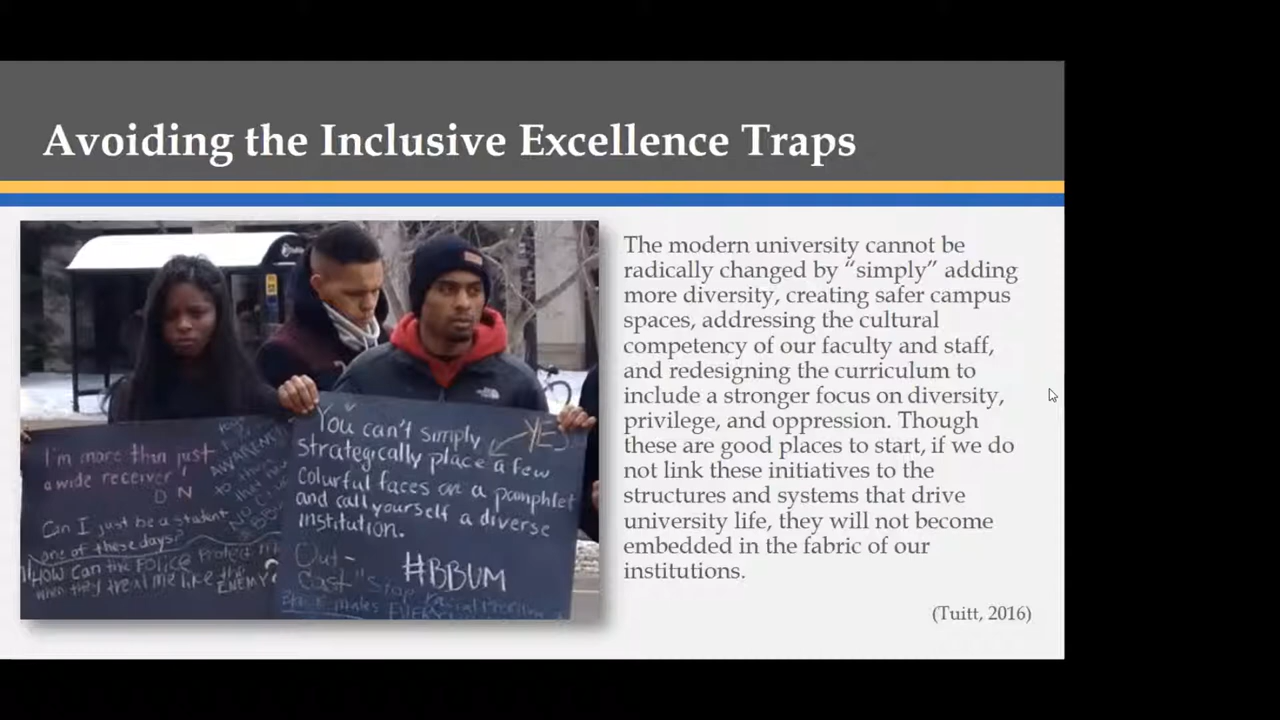 Avoiding the Inclusive Excellence Traps
I'm more than just
a wide receiver!
Can I just be a student
one of these days?
HOW CAN THE POLICE PROTECT ME
when they treat me like the ENEMY?
AWARENESS
You can't simply
YES
strategically place a few
Colurful faces on a pamphlet
and call yourself a diverse
institution.
Out-
Cast"
#BBUM
The modern university cannot be
radically changed by “simply” adding
more diversity, creating safer campus
spaces, addressing the cultural
competency of our faculty and staff,
and redesigning the curriculum to
include a stronger focus on diversity,
privilege, and oppression. Though
these are good places to start, if we do
not link these initiatives to the
structures and systems that drive
university life, they will not become
embedded in the fabric of our
institutions.
(Tuitt, 2016)